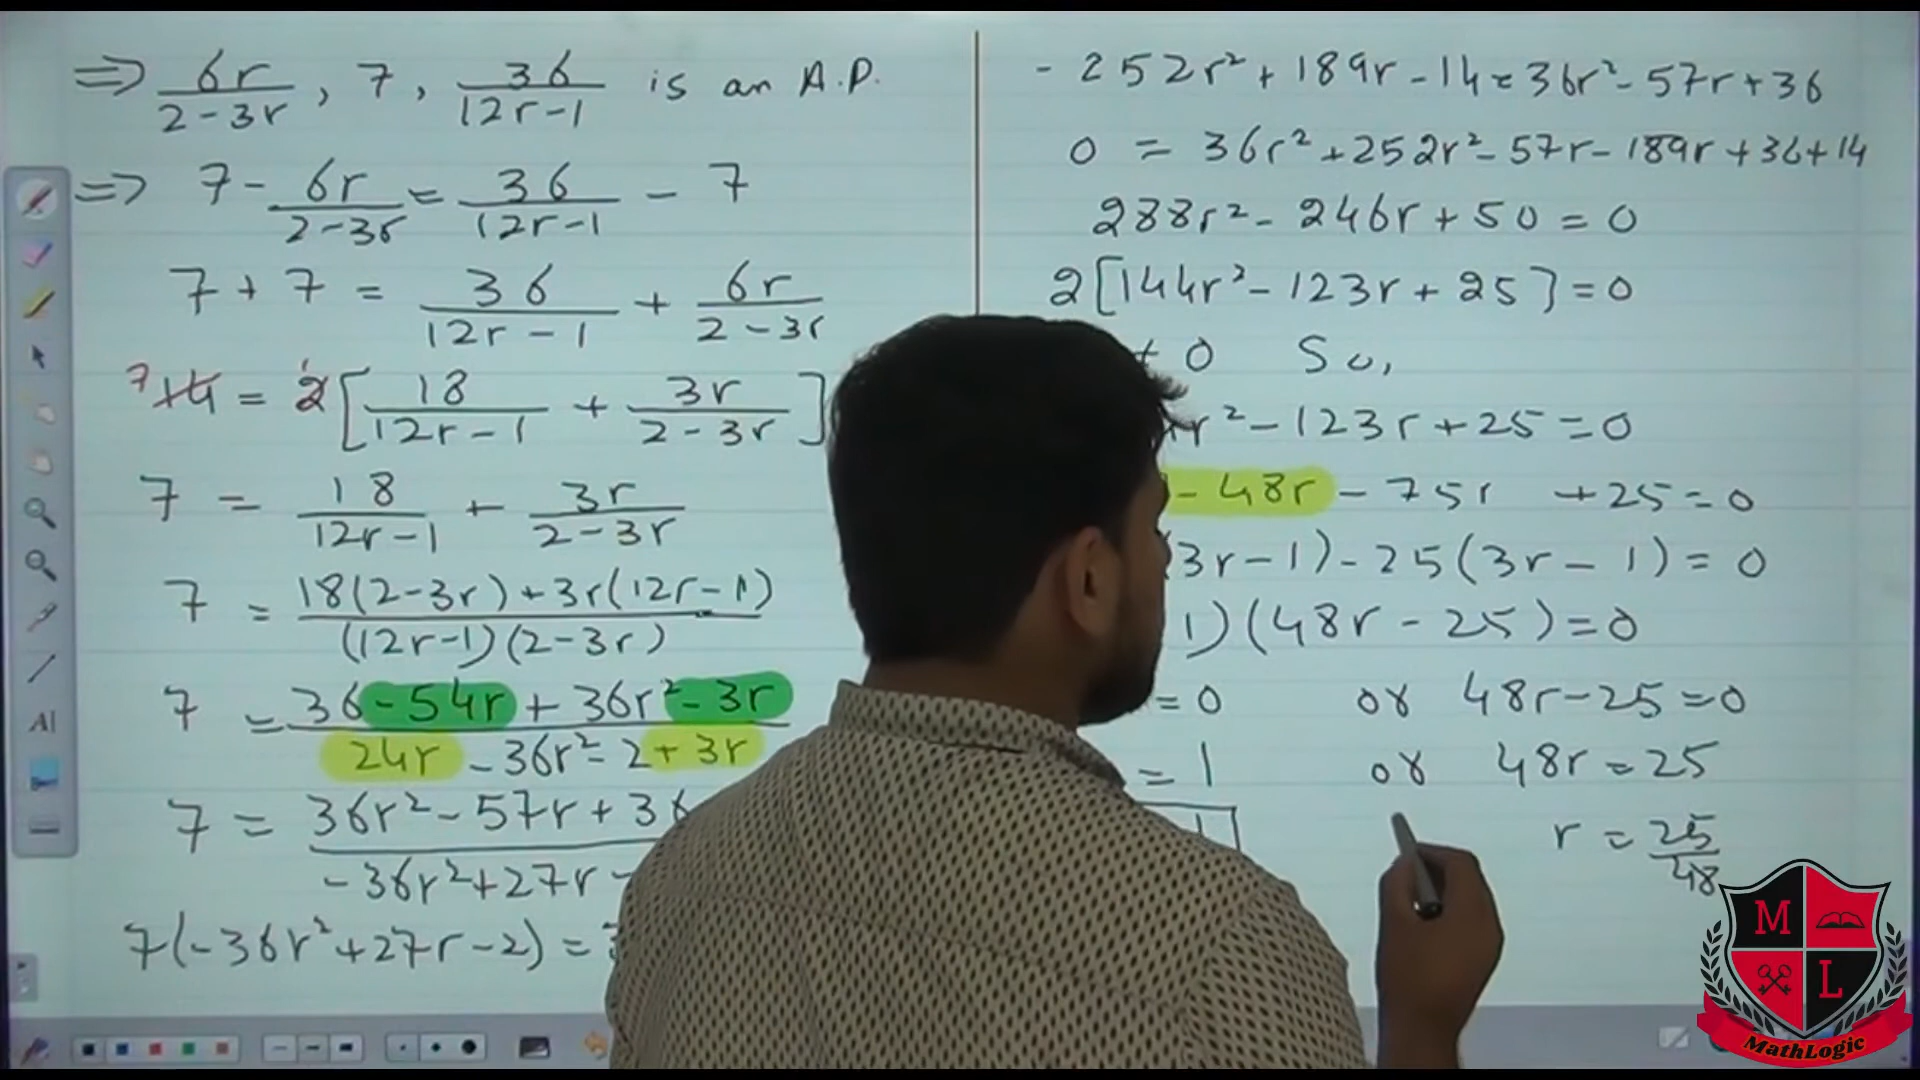 ⇒ 6r/(2-3r), 7, 36/(12r-1) is an A.P.
⇒ 7 - 6r/(2-3r) = 36/(12r-1) - 7
7+7 = 36/(12r-1) + 6r/(2-3r)
7 14 = 1 2[18/(12r-1) + 3r/(2-3r)]
7 = 18/(12r-1) + 3r/(2-3r)
7 = (18(2-3r)+3r(12r-1))/((12r-1)(2-3r))
7 = (36-54r+36r²-3r)/(24r-36r²-2+3r)
7 = (36r²-57r+36)/(-36r²+27r-
7(-36r²+27r-2) =
-252r²+189r-14=36r²-57r+36
0 = 36r²+252r²-57r-189r+36+14
288r²-246r+50=0
2[144r²-123r+25]=0
≠0 So,
r²-123r+25=0
-48r-75r+25=0
(3r-1)-25(3r-1)=0
1)(48r-25)=0
=0 or 48r-25=0
=1 or 48r=25
1 r = 25/48
A
M L
MathLogic